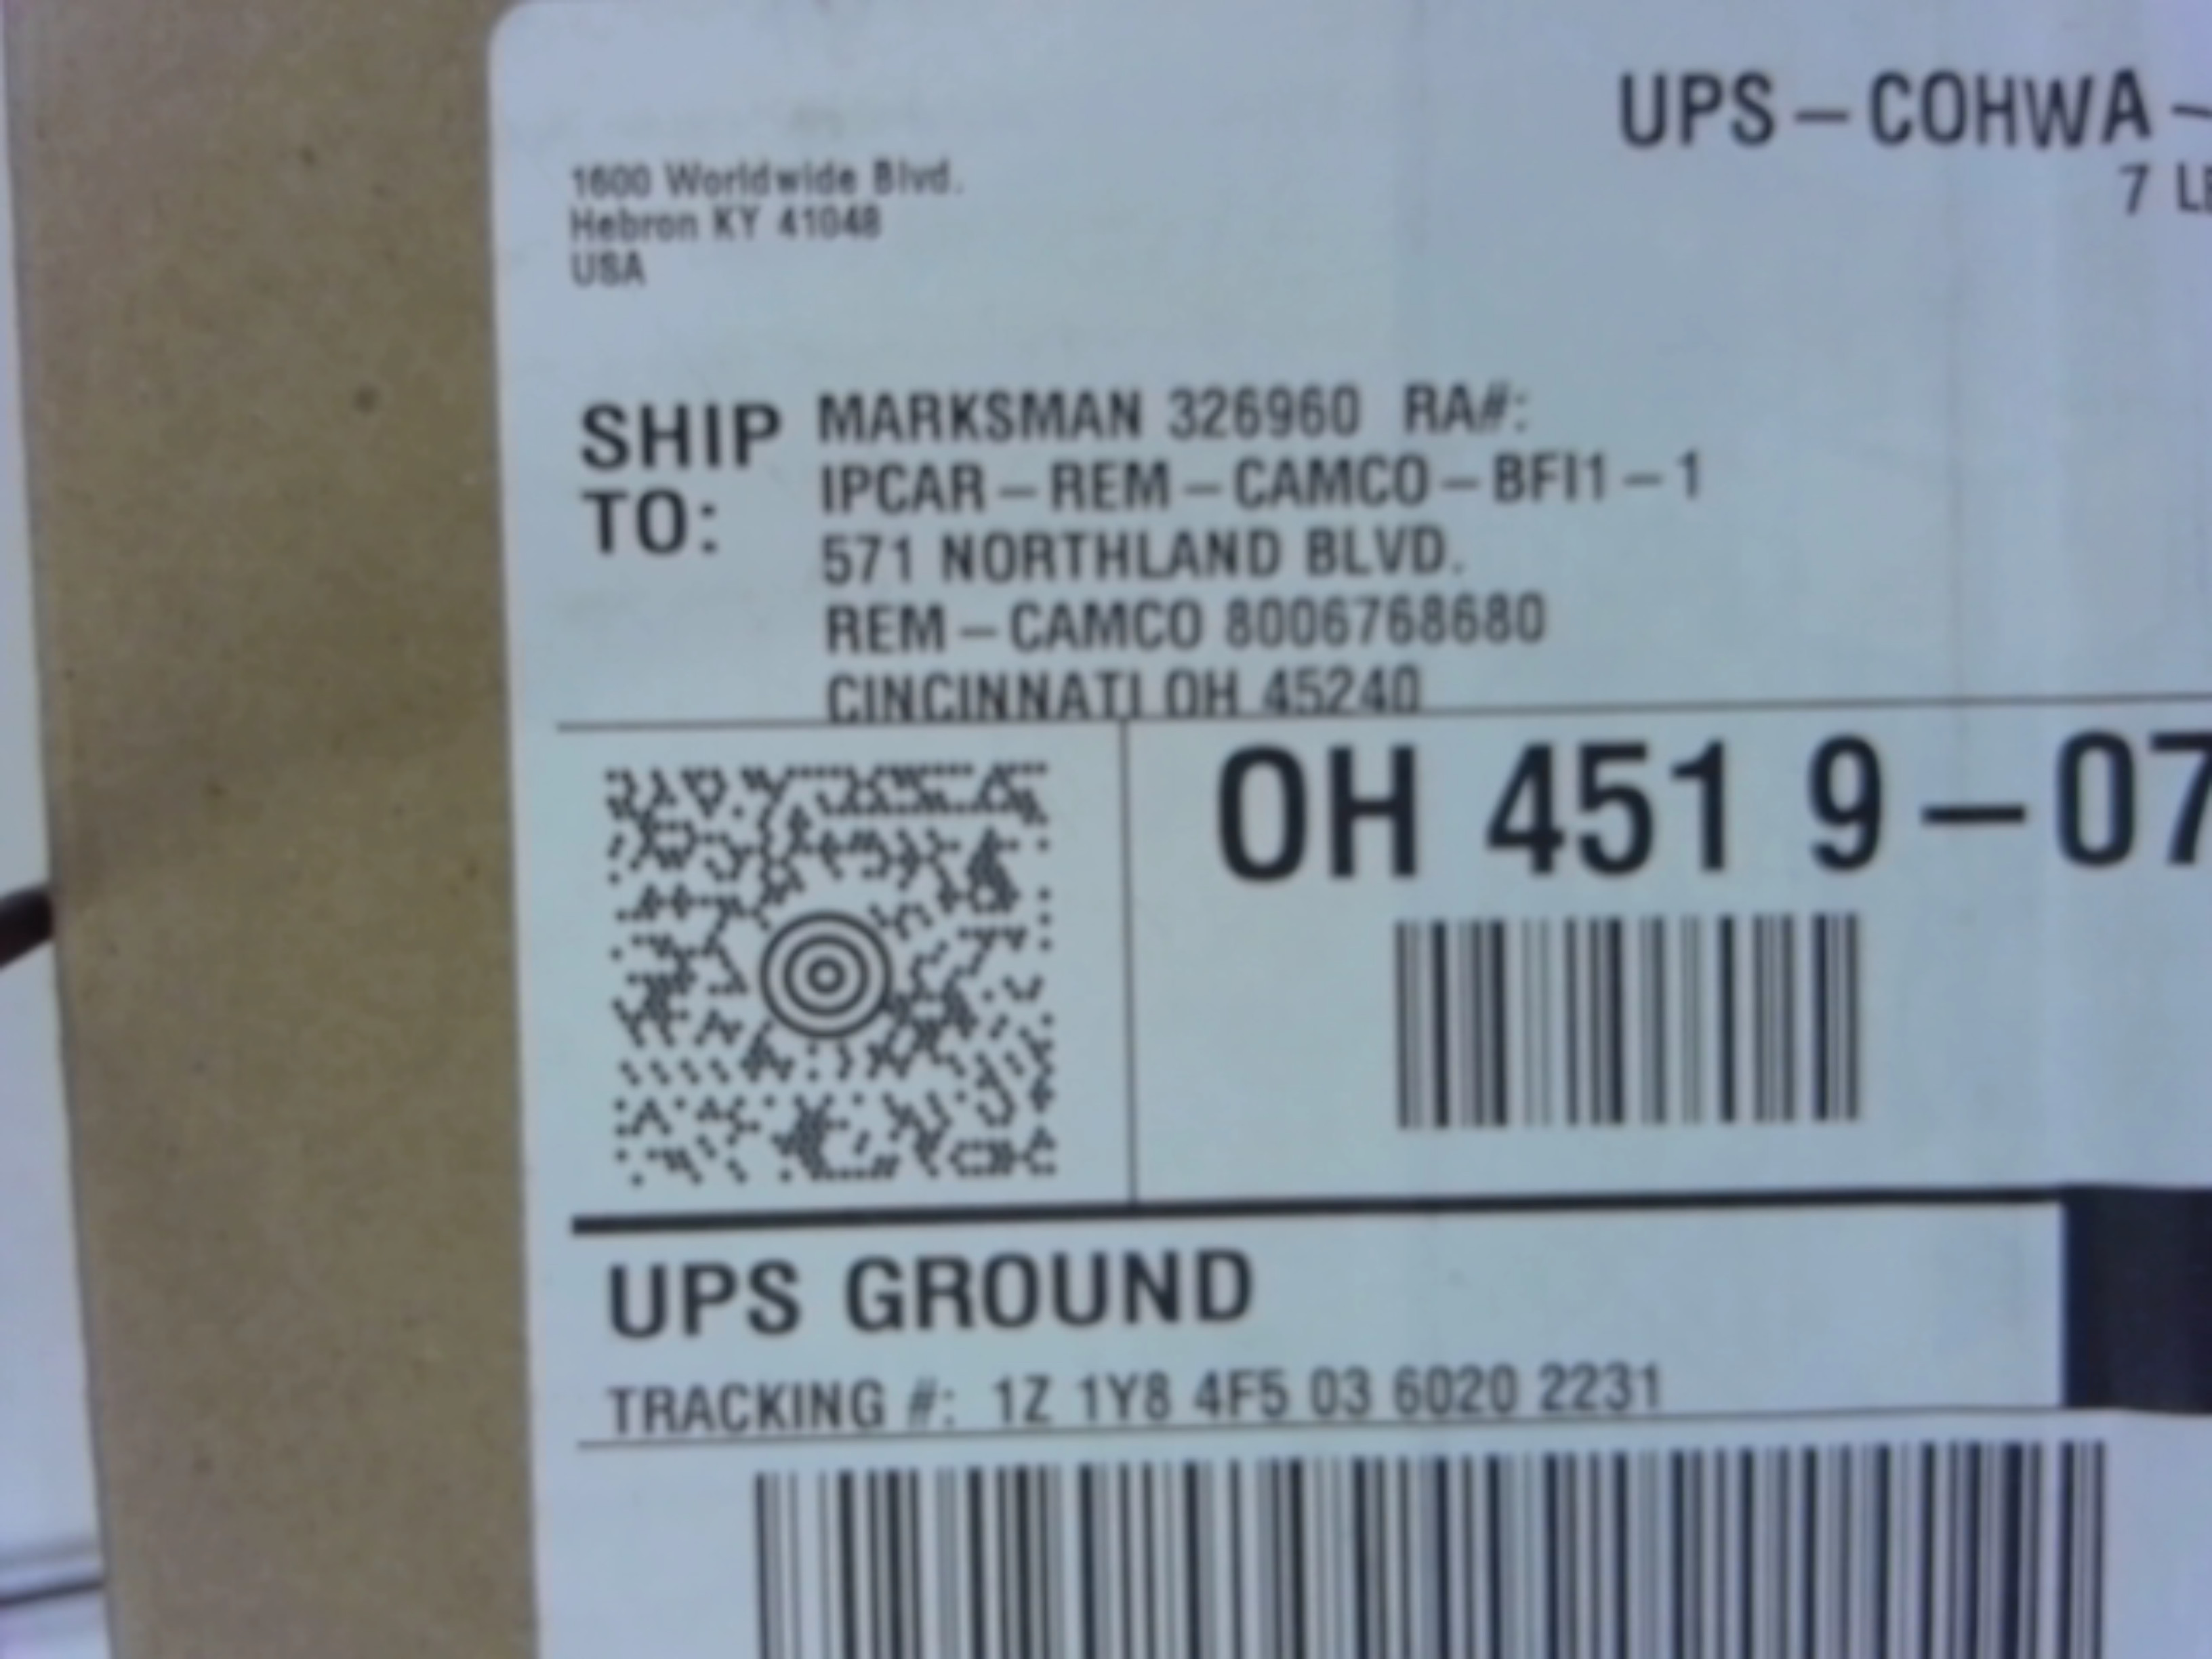 UPS-COHWA-
7
1600 Worldwide Blvd.
Hebron KY 41048
USA
SHIP TO:
MARKSMAN 326960 RA#:
IPCAR-REM-CAMCO-BFI1-1
571 NORTHLAND BLVD.
REM-CAMCO 8006768680
CINCINNATI OH 45240
OH 451 9-07
UPS GROUND
TRACKING #: 1Z 1Y8 4F5 03 6020 2231